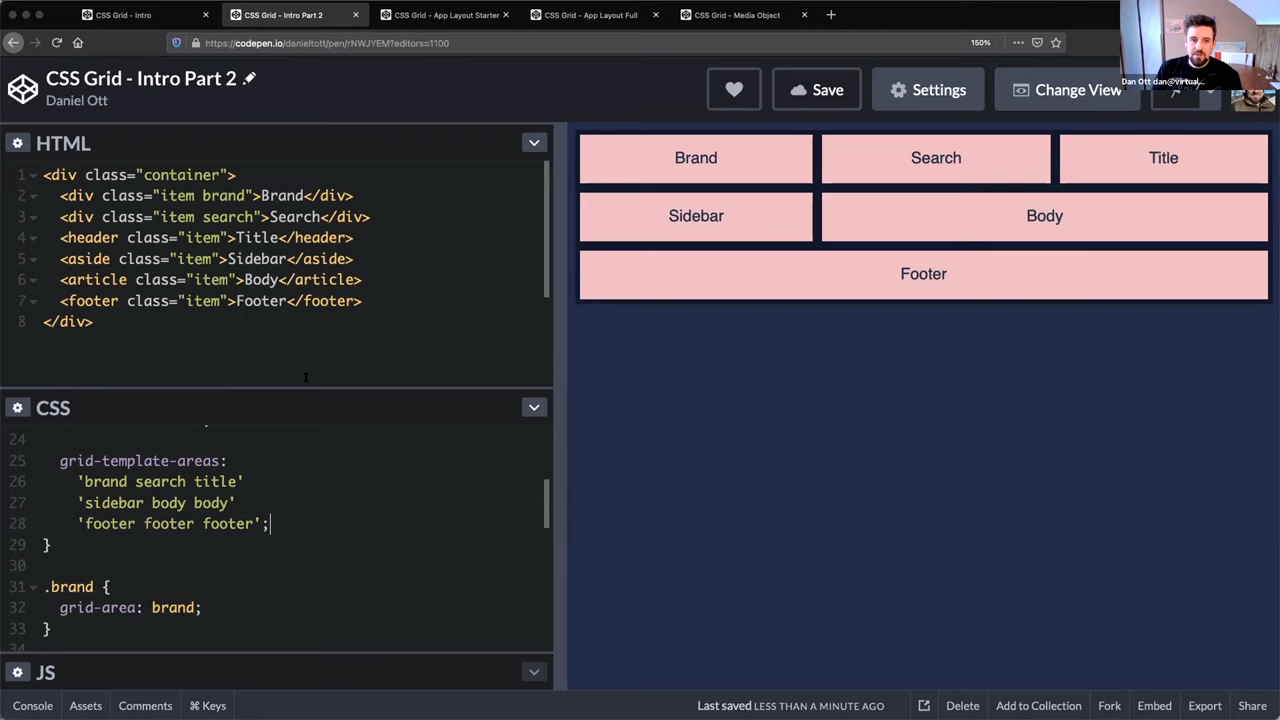 CSS Grid - Intro
CSS Grid - Intro Part 2
CSS Grid - App Layout Starter
CSS Grid - App Layout Full
CSS Grid - Media Object
https://codepen.io/danieltott/pen/rNWJYEM?editors=1100
150%
Dan Ott dan@virtual...
CSS Grid - Intro Part 2
Daniel Ott
Save
Settings
Change View
HTML
1 <div class="container">
2 <div class="item brand">Brand</div>
3 <div class="item search">Search</div>
4 <header class="item">Title</header>
5 <aside class="item">Sidebar</aside>
6 <article class="item">Body</article>
7 <footer class="item">Footer</footer>
8 </div>
CSS
24
25 grid-template-areas:
26 'brand search title'
27 'sidebar body body'
28 'footer footer footer';
29 }
30
31 .brand {
32 grid-area: brand;
33 }
34
JS
Brand
Search
Title
Sidebar
Body
Footer
Console
Assets
Comments
⌘ Keys
Last saved LESS THAN A MINUTE AGO
Delete
Add to Collection
Fork
Embed
Export
Share